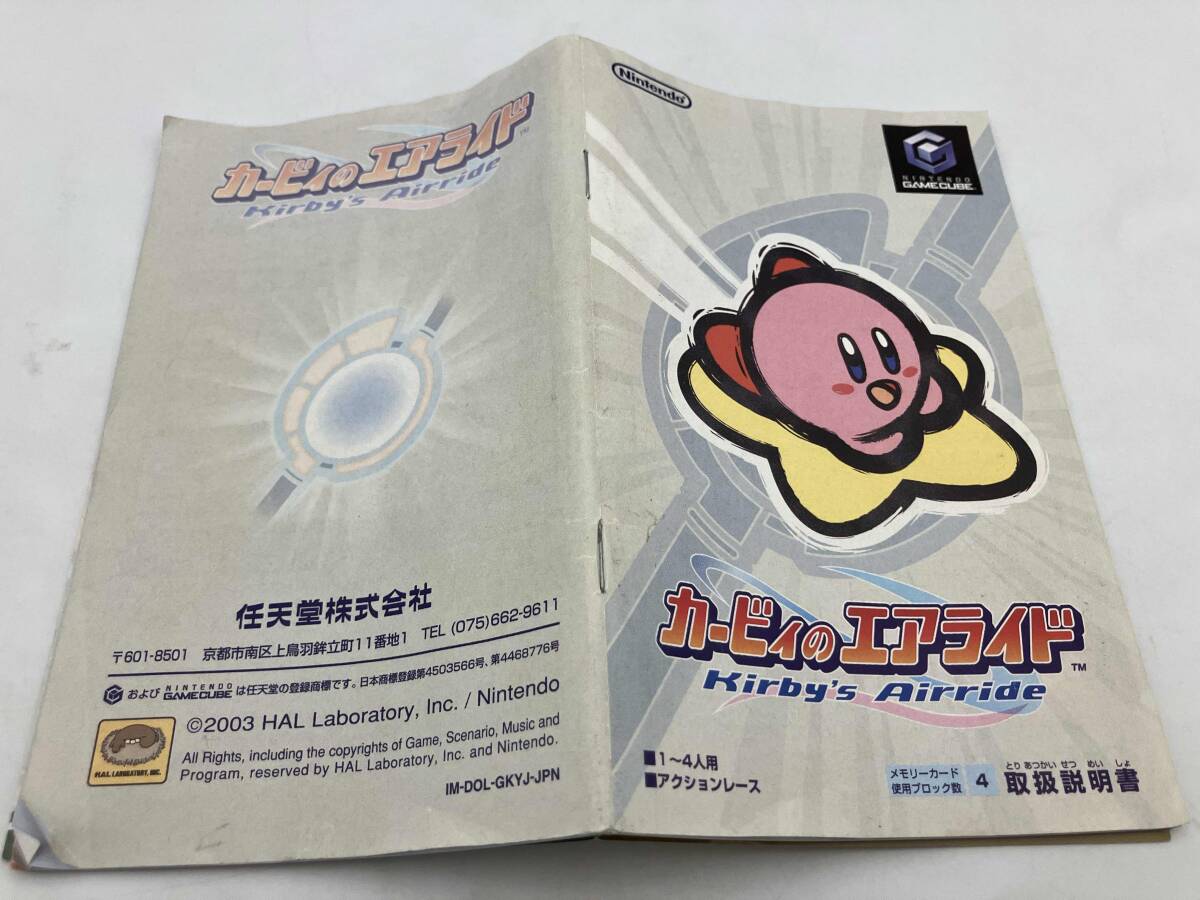 カービィのエアライド™
Kirby's Airride
任天堂株式会社
〒601-8501 京都市南区上鳥羽鉾立町11番地1 TEL (075)662-9611
および NINTENDO GAMECUBE は任天堂の登録商標です。日本商標登録第4503566号、第4468776号
©2003 HAL Laboratory, Inc. / Nintendo
All Rights, including the copyrights of Game, Scenario, Music and
Program, reserved by HAL Laboratory, Inc. and Nintendo.
HAL LABORATORY, INC.
IM-DOL-GKYJ-JPN
Nintendo
NINTENDO
GAMECUBE
カービィのエアライド™
Kirby's Airride
■1〜4人用
■アクションレース
メモリーカード
使用ブロック数 4
とりあつかいせつめいしょ
取扱説明書